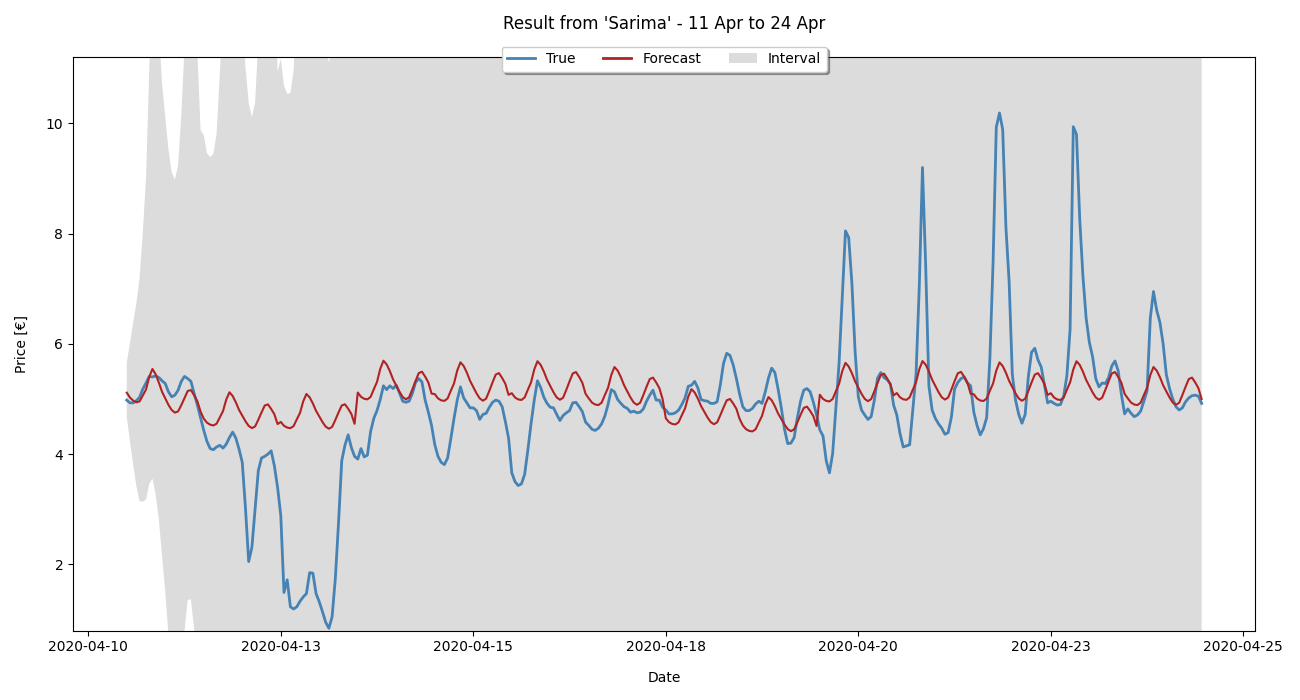 Result from 'Sarima' - 11 Apr to 24 Apr
True Forecast Interval
Price [€]
10
8
6
4
2
2020-04-10 2020-04-13 2020-04-15 2020-04-18 2020-04-20 2020-04-23 2020-04-25
Date